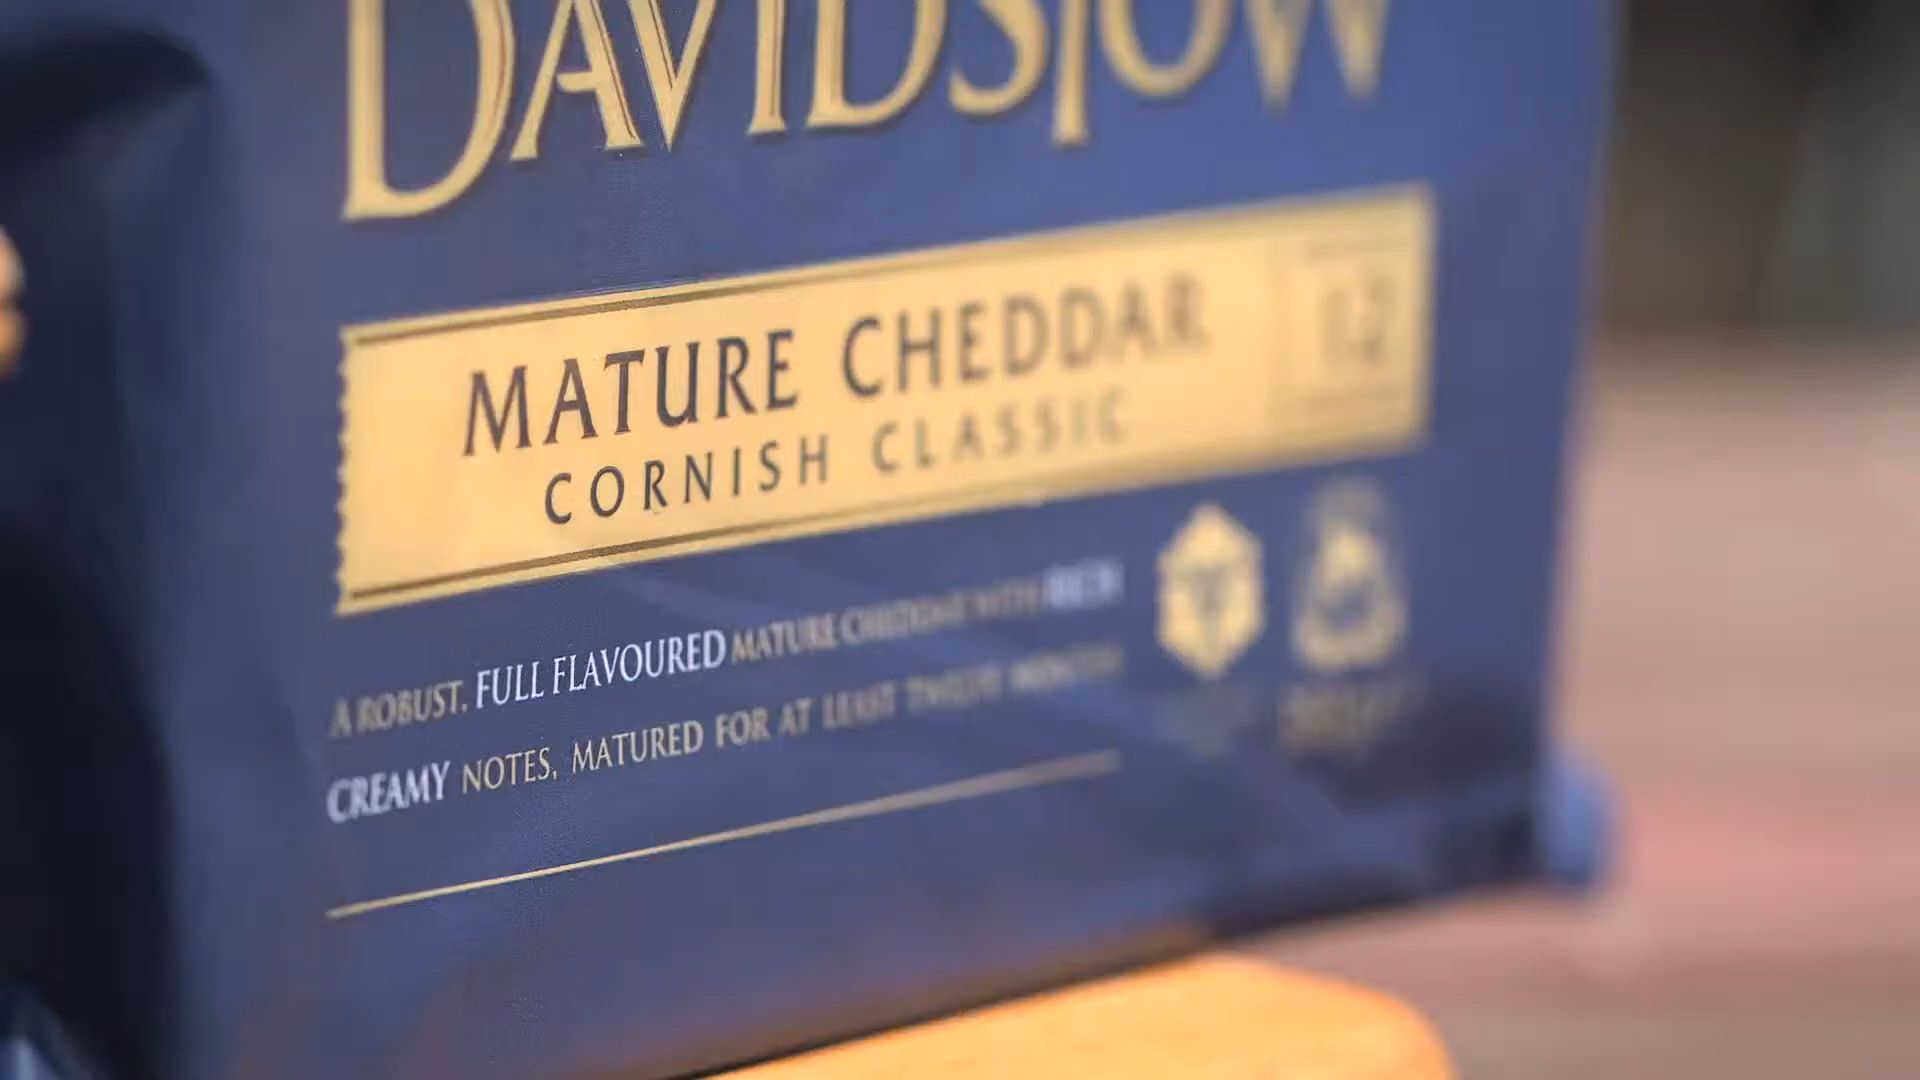 DAVIDSTOW
MATURE CHEDDAR
CORNISH CLASSIC
12
A ROBUST, FULL FLAVOURED MATURE CHEDDAR WITH RICH
CREAMY NOTES, MATURED FOR AT LEAST TWELVE MONTHS